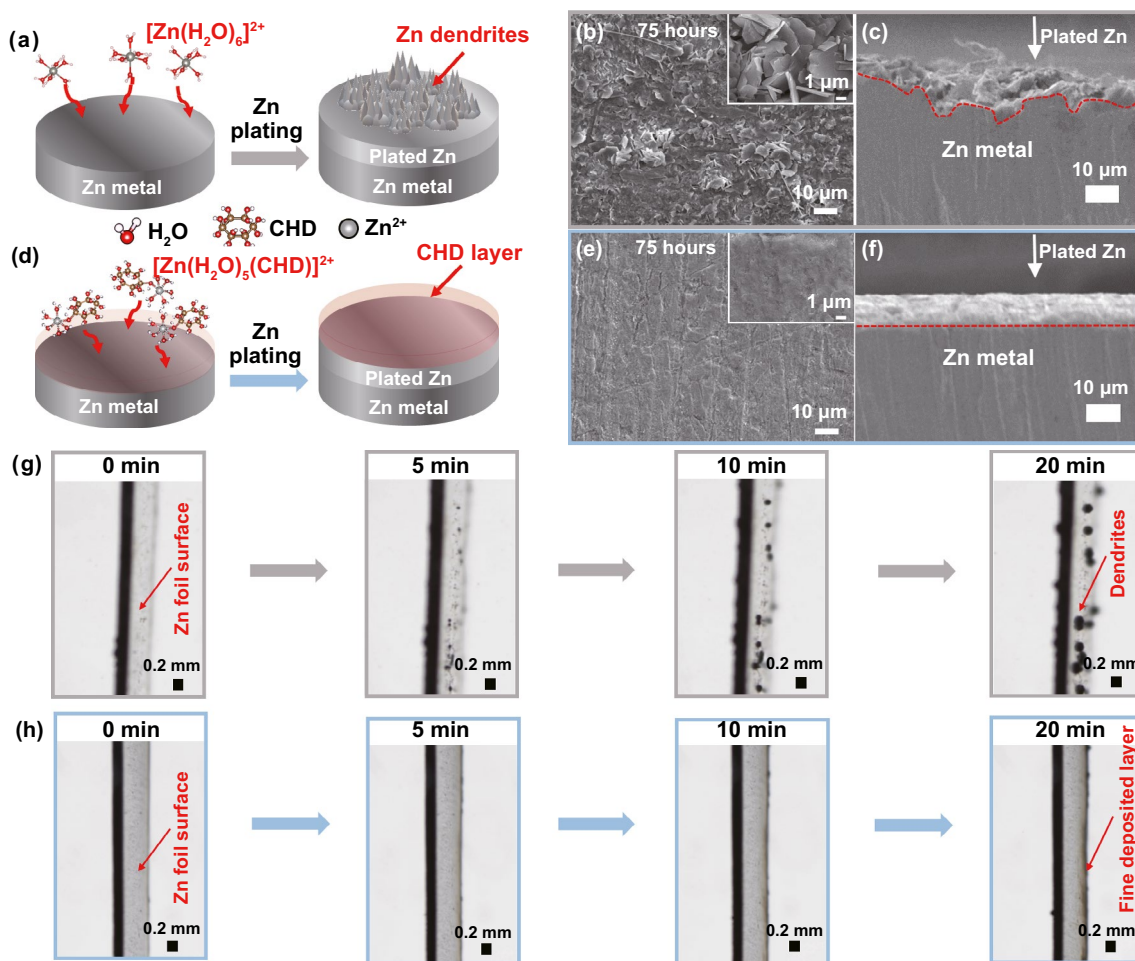 (a)
[Zn(H₂O)₆]²⁺
Zn dendrites
Zn
plating
Zn metal
Plated Zn
Zn metal
H₂O
CHD
Zn²⁺
(b)
75 hours
1 µm
10 µm
(c)
Plated Zn
Zn metal
10 µm
(d)
[Zn(H₂O)₅(CHD)]²⁺
CHD layer
Zn
plating
Zn metal
Plated Zn
Zn metal
(e)
75 hours
1 µm
10 µm
(f)
Plated Zn
Zn metal
10 µm
(g)
0 min
Zn foil surface
0.2 mm
5 min
0.2 mm
10 min
0.2 mm
20 min
Dendrites
0.2 mm
(h)
0 min
Zn foil surface
0.2 mm
5 min
0.2 mm
10 min
0.2 mm
20 min
Fine deposited layer
0.2 mm